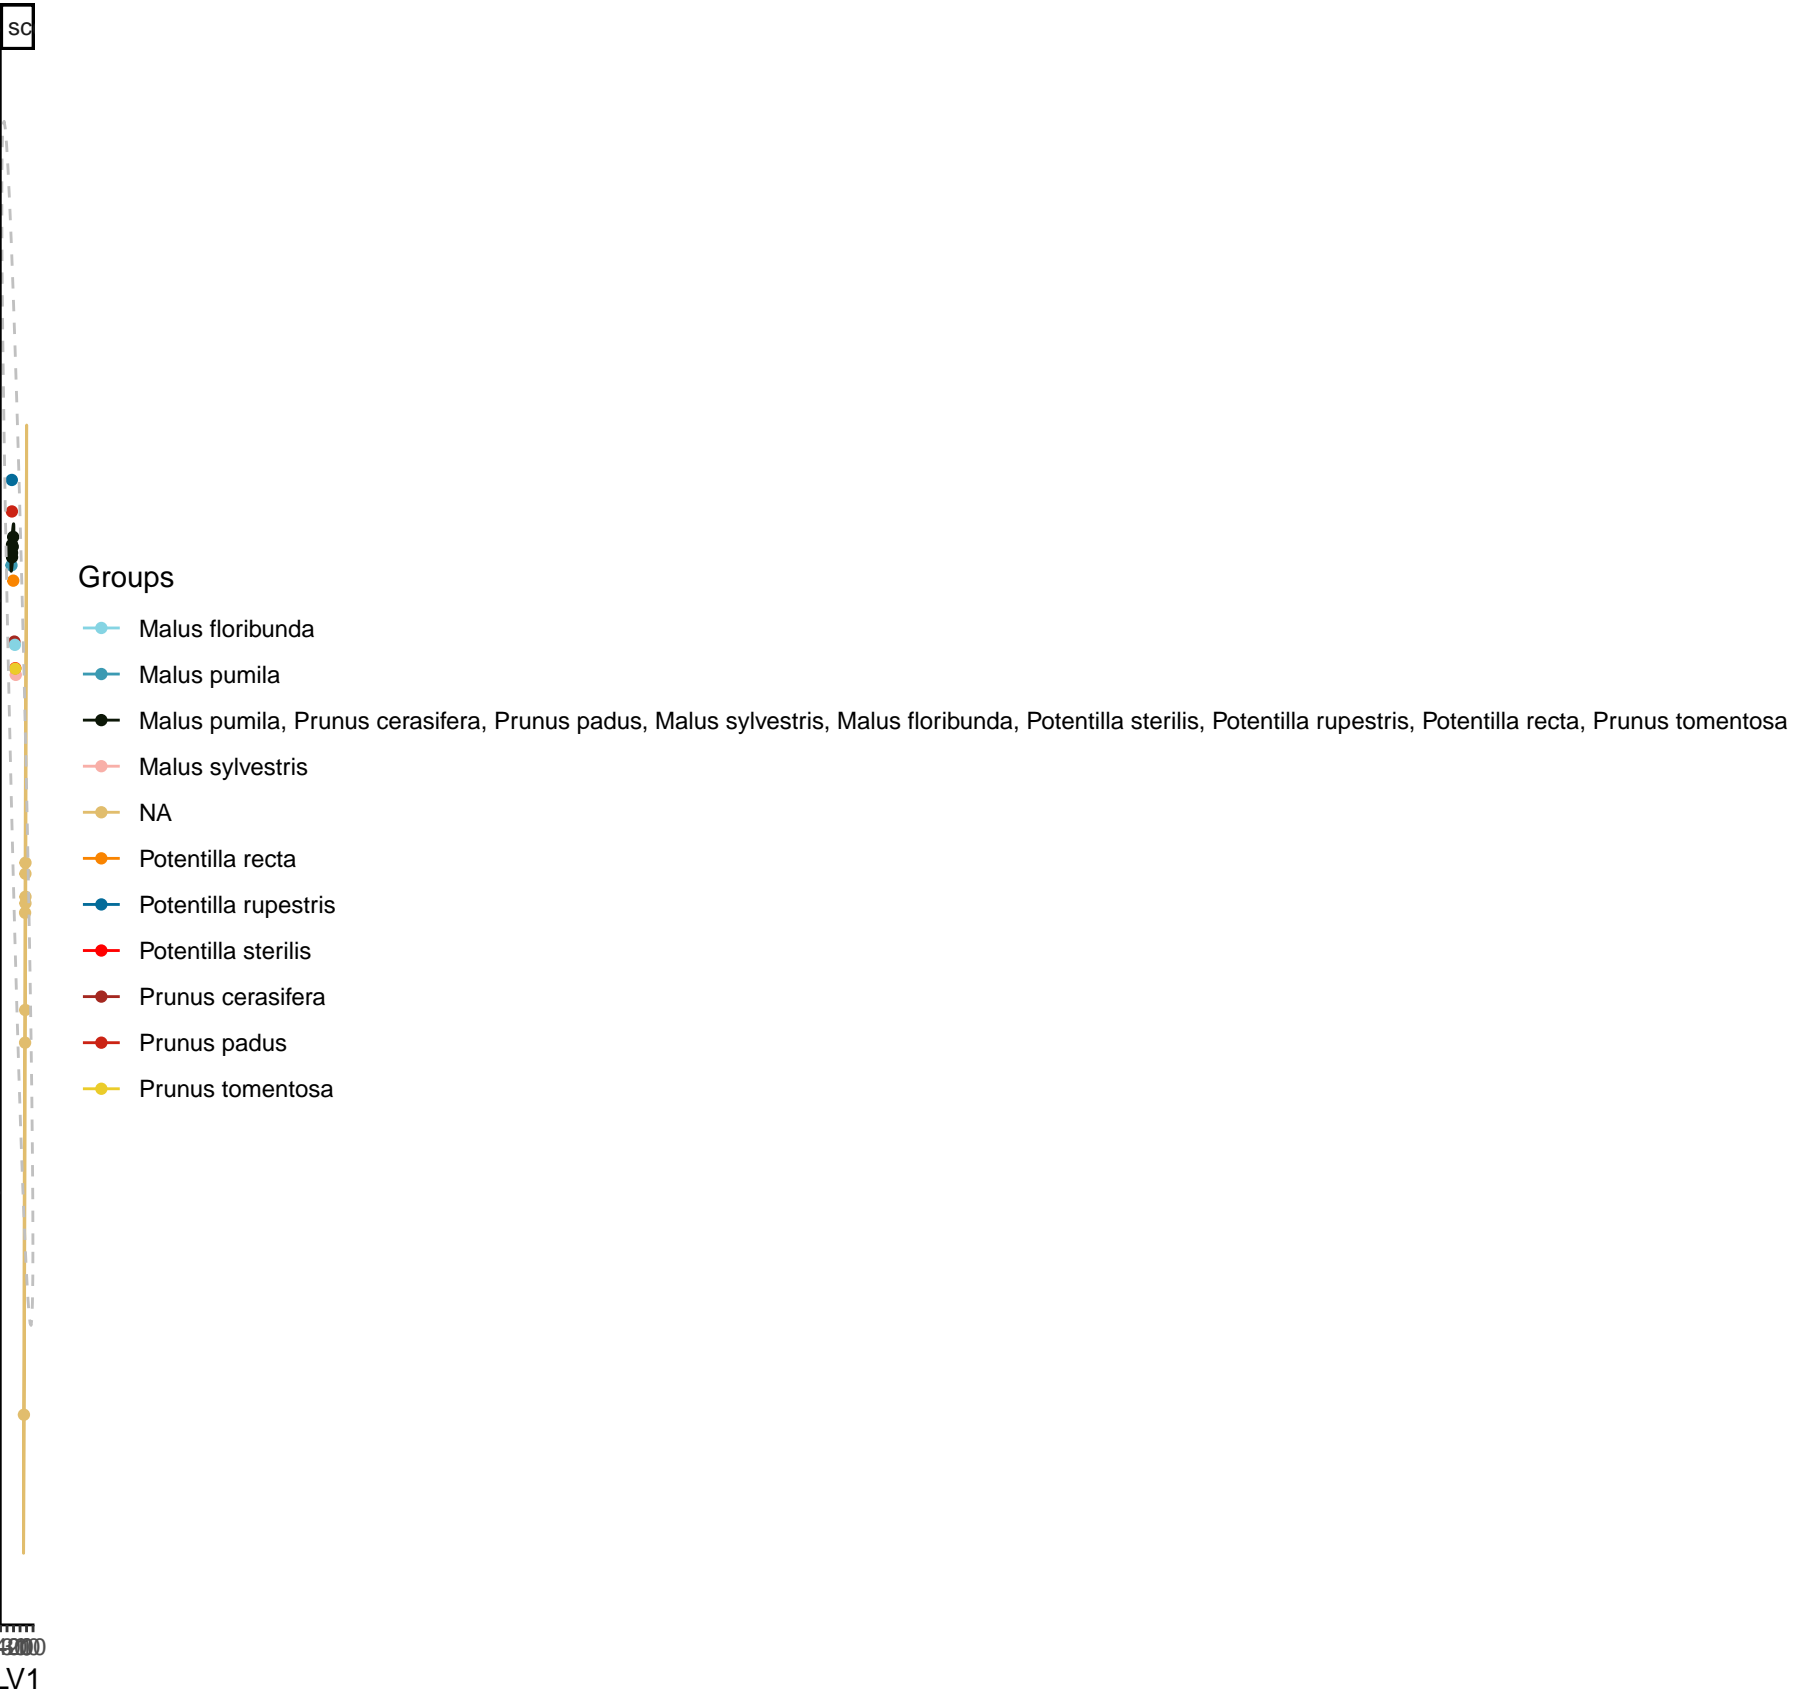 sc
Groups
Malus floribunda
Malus pumila
Malus pumila, Prunus cerasifera, Prunus padus, Malus sylvestris, Malus floribunda, Potentilla sterilis, Potentilla rupestris, Potentilla recta, Prunus tomentosa
Malus sylvestris
NA
Potentilla recta
Potentilla rupestris
Potentilla sterilis
Prunus cerasifera
Prunus padus
Prunus tomentosa
LV1